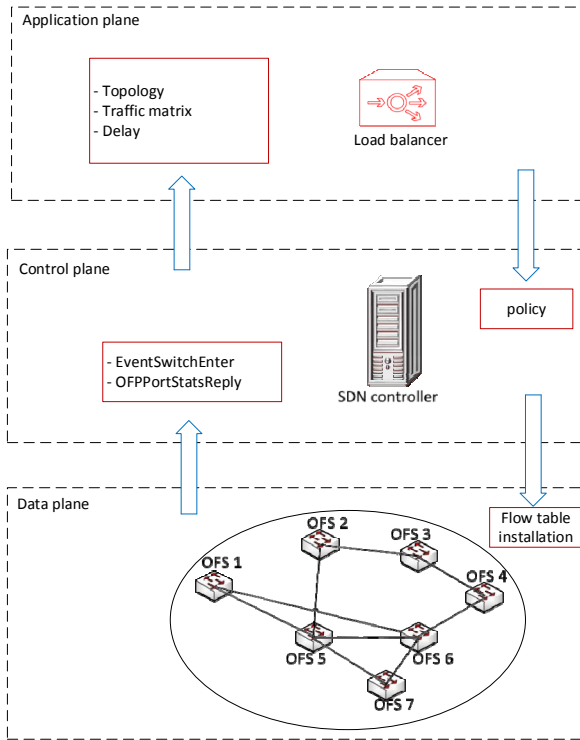 Application plane
- Topology
- Traffic matrix
- Delay
Load balancer
Control plane
policy
- EventSwitchEnter
- OFPPortStatsReply
SDN controller
Data plane
Flow table
installation
OFS 2
OFS 3
OFS 1
OFS 4
OFS 5
OFS 6
OFS 7